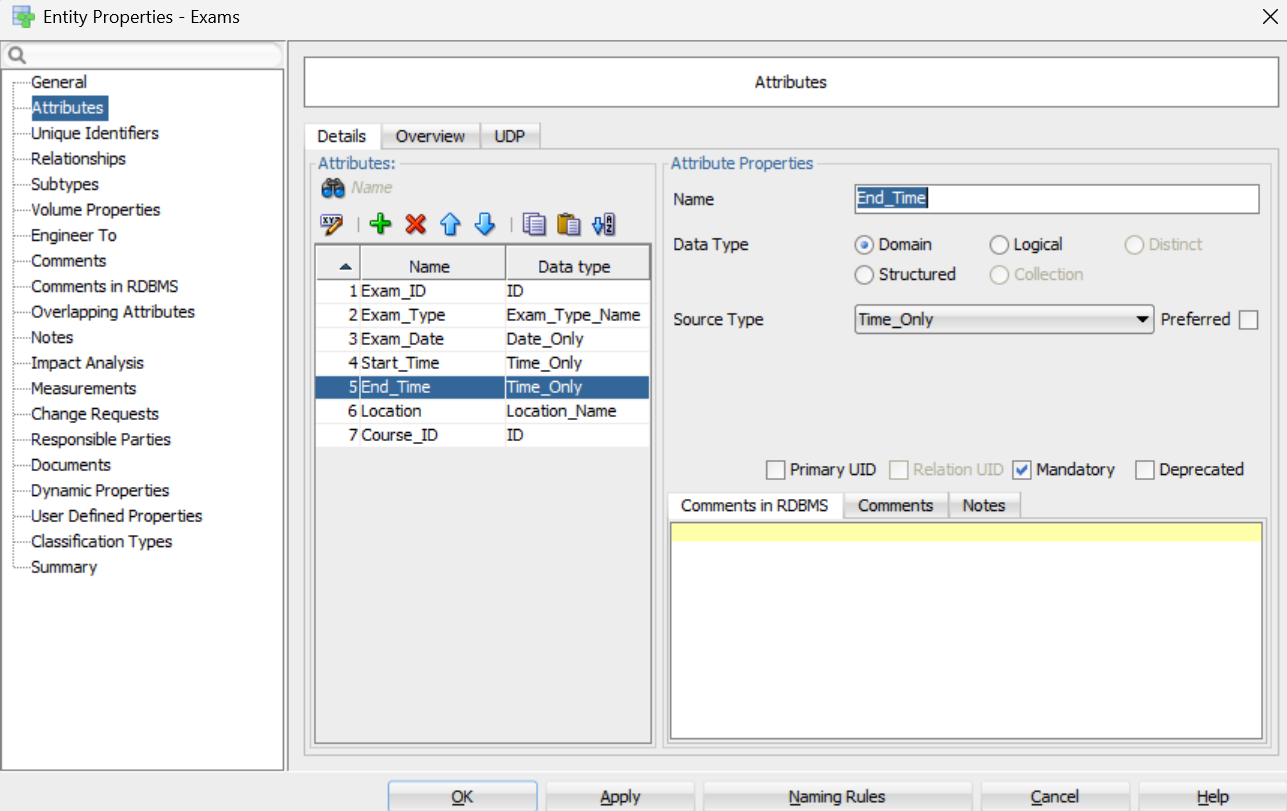 Entity Properties - Exams
General
Attributes
Unique Identifiers
Relationships
Subtypes
Volume Properties
Engineer To
Comments
Comments in RDBMS
Overlapping Attributes
Notes
Impact Analysis
Measurements
Change Requests
Responsible Parties
Documents
Dynamic Properties
User Defined Properties
Classification Types
Summary
Attributes
Details Overview UDP
Attributes:
Name
Name Data type
1 Exam_ID ID
2 Exam_Type Exam_Type_Name
3 Exam_Date Date_Only
4 Start_Time Time_Only
5 End_Time Time_Only
6 Location Location_Name
7 Course_ID ID
Attribute Properties
Name End_Time
Data Type Domain Logical Distinct
Structured Collection
Source Type Time_Only Preferred
Primary UID Relation UID Mandatory Deprecated
Comments in RDBMS Comments Notes
OK Apply Naming Rules Cancel Help